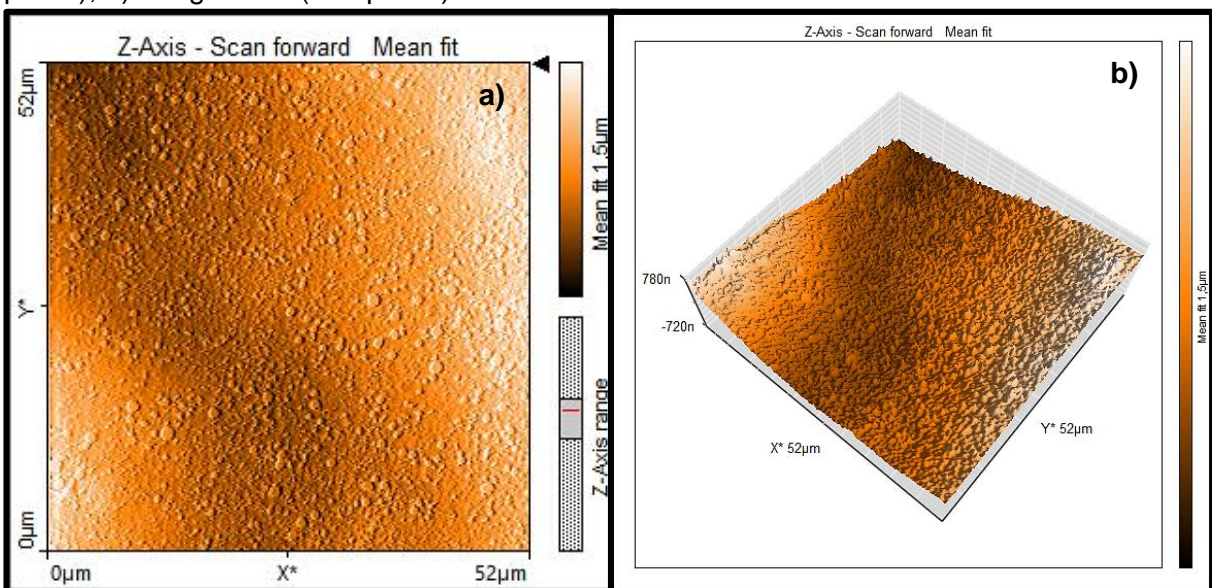 Z-Axis - Scan forward Mean fit
a)
52µm
Y*
0µm
0µm X* 52µm
Mean fit 1,5µm
Z-Axis range
Z-Axis - Scan forward Mean fit
b)
780n
-720n
X* 52µm
Y* 52µm
Mean fit 1,5µm